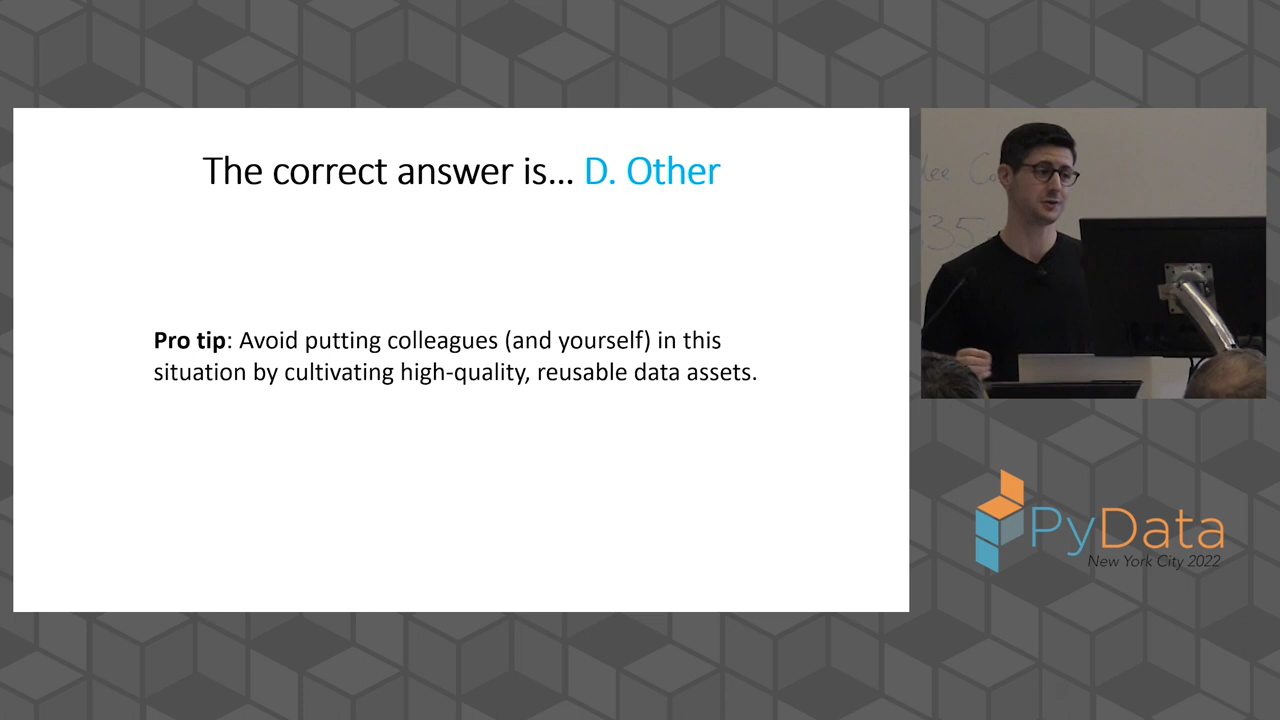 The correct answer is... D. Other
Pro tip: Avoid putting colleagues (and yourself) in this
situation by cultivating high-quality, reusable data assets.
35
PyData
New York City 2022